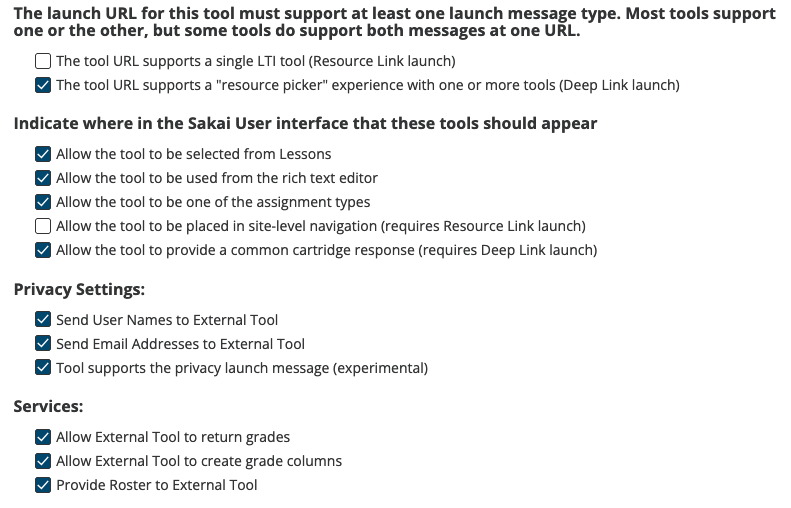 The launch URL for this tool must support at least one launch message type. Most tools support
one or the other, but some tools do support both messages at one URL.
The tool URL supports a single LTI tool (Resource Link launch)
The tool URL supports a "resource picker" experience with one or more tools (Deep Link launch)
Indicate where in the Sakai User interface that these tools should appear
Allow the tool to be selected from Lessons
Allow the tool to be used from the rich text editor
Allow the tool to be one of the assignment types
Allow the tool to be placed in site-level navigation (requires Resource Link launch)
Allow the tool to provide a common cartridge response (requires Deep Link launch)
Privacy Settings:
Send User Names to External Tool
Send Email Addresses to External Tool
Tool supports the privacy launch message (experimental)
Services:
Allow External Tool to return grades
Allow External Tool to create grade columns
Provide Roster to External Tool